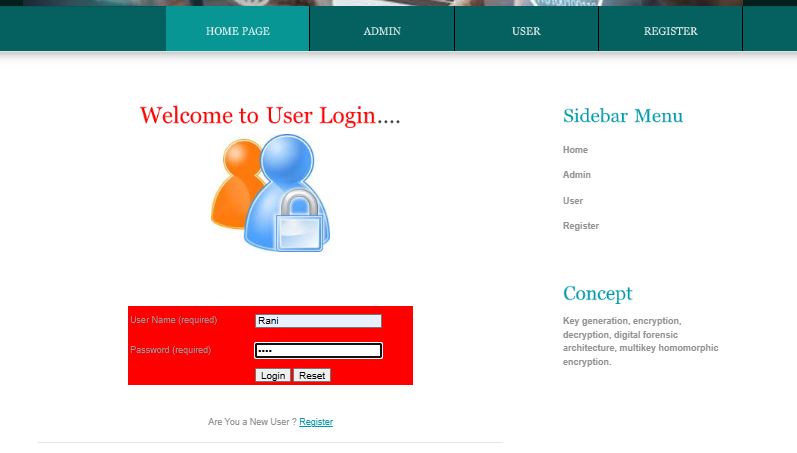 HOME PAGE
ADMIN
USER
REGISTER
Welcome to User Login....
User Name (required)
Rani
Password (required)
••••
Login
Reset
Are You a New User ? Register
Sidebar Menu
Home
Admin
User
Register
Concept
Key generation, encryption,
decryption, digital forensic
architecture, multikey homomorphic
encryption.